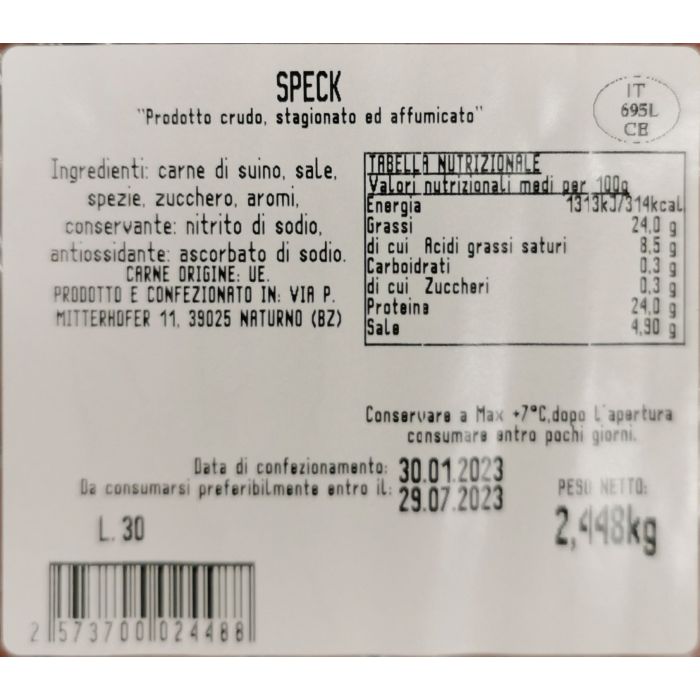 SPECK
"Prodotto crudo, stagionato ed affumicato"
IT
695L
CE
Ingredienti: carne di suino, sale,
spezie, zucchero, aromi,
conservante: nitrito di sodio,
antiossidante: ascorbato di sodio.
CARNE ORIGINE: UE.
PRODOTTO E CONFEZIONATO IN: VIA P.
MITTERHOFER 11, 39025 NATURNO (BZ)
TABELLA NUTRIZIONALE
Valori nutrizionali medi per 100g
Energia 1313kJ/314kcal
Grassi 24,0 g
di cui Acidi grassi saturi 8,5 g
Carboidrati 0,3 g
di cui Zuccheri 0,3 g
Proteine 24,0 g
Sale 4,90 g
Conservare a Max +7°C,dopo l'apertura
consumare entro pochi giorni.
Data di confezionamento: 30.01.2023
Da consumarsi preferibilmente entro il: 29.07.2023
PESO NETTO:
2,448kg
L. 30
2 573700 024488